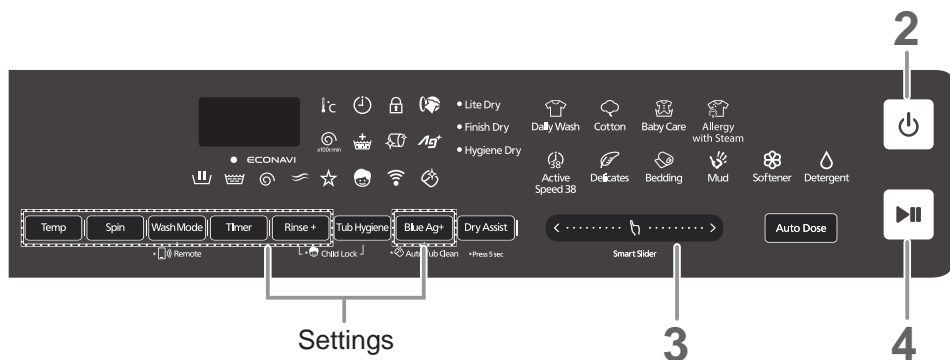 2
°C
• Lite Dry
x100r/min
+
Ag+
• Finish Dry
• Hygiene Dry
• ECONAVI
Daily Wash
Cotton
Baby Care
Allergy
with Steam
38
Active
Speed 38
Delicates
Bedding
Mud
Softener
Detergent
Temp
Spin
Wash Mode
Timer
Rinse +
Tub Hygiene
Blue Ag+
Dry Assist
< ········· ········· >
Auto Dose
* Remote
* Child Lock
* Auto Tub Clean
*Press 5 sec
Smart Slider
Settings
3
4